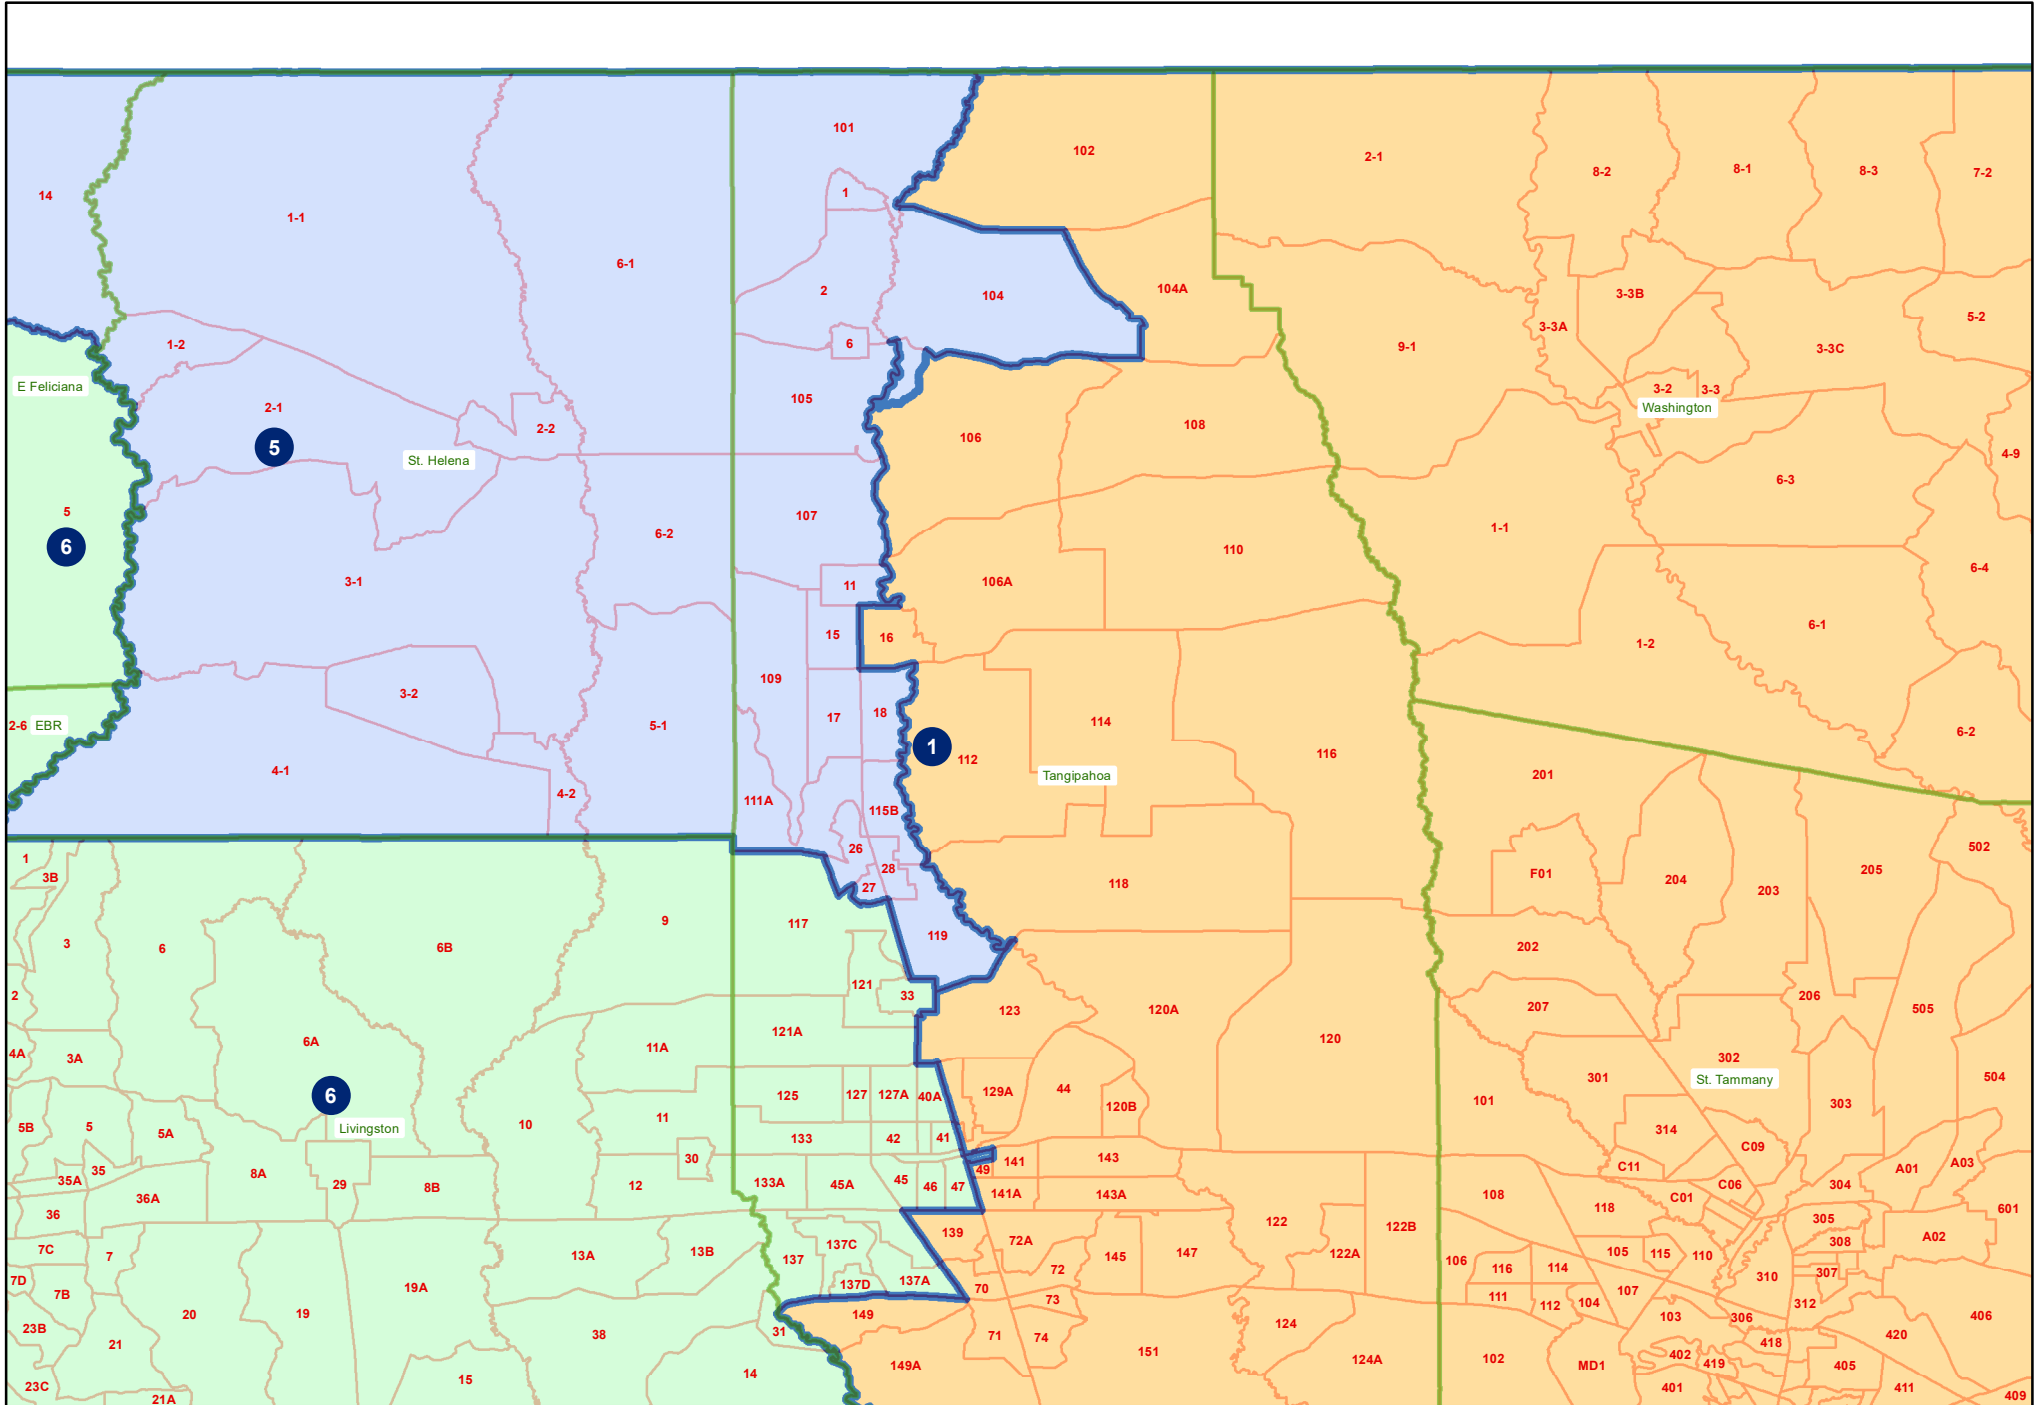 101
102
2-1
8-2
8-1
8-3
7-2
14
1
1-1
6-1
2
104
104A
3-3B
5-2
3-3A
1-2
6
9-1
3-3C
E Feliciana
3-2
3-3
2-1
105
Washington
2-2
108
5
106
St. Helena
4-9
6-3
5
107
1-1
6-2
6
110
3-1
11
106A
6-4
15
16
6-1
1-2
109
3-2
18
17
114
2-6
EBR
5-1
6-2
1
116
112
4-1
Tangipahoa
201
4-2
111A
115B
26
502
1
28
205
3B
F01
204
118
203
27
9
117
3
6
6B
119
202
121
2
33
206
207
505
123
120A
121A
120
6A
11A
4A
3A
302
301
St. Tammany
504
6
125
127
127A
40A
129A
44
120B
101
303
11
5B
5
5A
Livingston
10
133
42
41
314
C09
30
141
143
C11
A01
A03
35
49
8A
35A
29
8B
12
133A
45A
45
46
47
141A
143A
C06
304
36A
108
C01
118
601
36
305
122
122B
139
72A
A02
7C
7
13A
13B
137C
308
137
145
147
122A
105
115
110
106
72
116
114
307
7D
137D
137A
310
7B
19A
70
107
111
73
112
104
312
20
19
149
103
306
406
23B
38
31
71
74
124
420
21
418
151
402
419
149A
124A
102
MD1
405
14
15
23C
401
411
21A
409